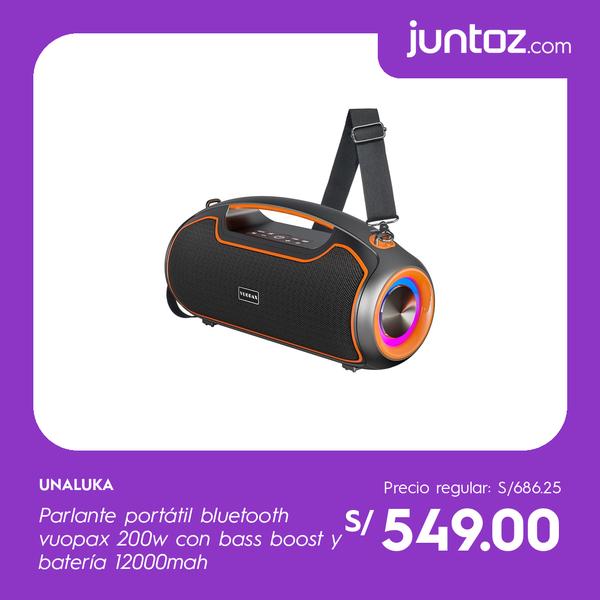 juntoz.com
VUOPAX
UNALUKA
Parlante portátil bluetooth
vuopax 200w con bass boost y
batería 12000mah
Precio regular: S/686.25
S/ 549.00